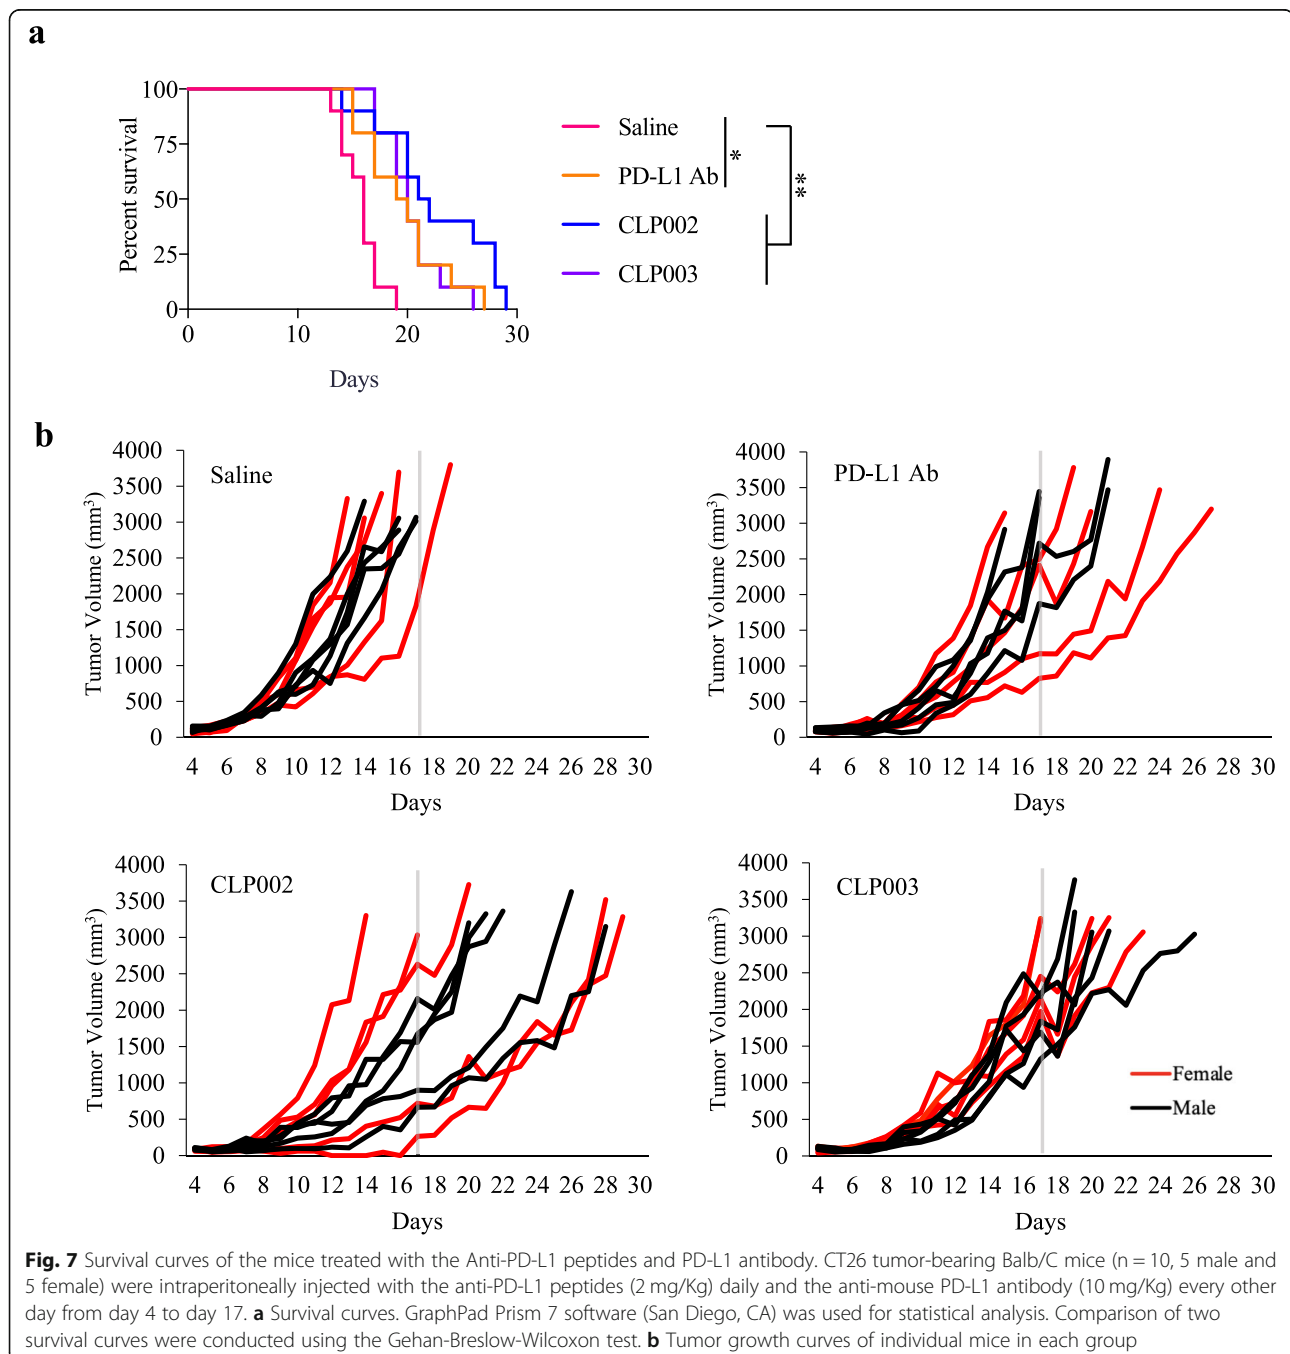 a
100
75
50
25
0
Percent survival
0 10 20 30
Days
Saline
PD-L1 Ab
CLP002
CLP003
*
**
b
Saline
4000
3500
3000
2500
2000
1500
1000
500
0
Tumor Volume (mm³)
4 6 8 10 12 14 16 18 20 22 24 26 28 30
Days
PD-L1 Ab
4000
3500
3000
2500
2000
1500
1000
500
0
Tumor Volume (mm³)
4 6 8 10 12 14 16 18 20 22 24 26 28 30
Days
CLP002
4000
3500
3000
2500
2000
1500
1000
500
0
Tumor Volume (mm³)
4 6 8 10 12 14 16 18 20 22 24 26 28 30
Days
CLP003
4000
3500
3000
2500
2000
1500
1000
500
0
Tumor Volume (mm³)
4 6 8 10 12 14 16 18 20 22 24 26 28 30
Days
Female
Male
Fig. 7 Survival curves of the mice treated with the Anti-PD-L1 peptides and PD-L1 antibody. CT26 tumor-bearing Balb/C mice (n = 10, 5 male and
5 female) were intraperitoneally injected with the anti-PD-L1 peptides (2 mg/Kg) daily and the anti-mouse PD-L1 antibody (10 mg/Kg) every other
day from day 4 to day 17. a Survival curves. GraphPad Prism 7 software (San Diego, CA) was used for statistical analysis. Comparison of two
survival curves were conducted using the Gehan-Breslow-Wilcoxon test. b Tumor growth curves of individual mice in each group